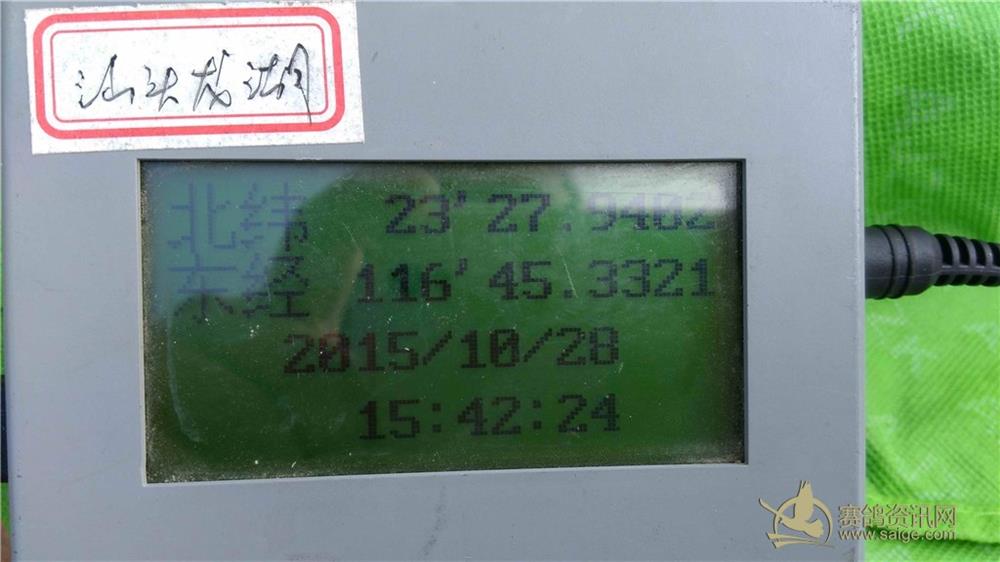 汕头龙湖
北纬 23'27.9402
东经 116'45.3321
2015/10/28
15:42:24
赛鸽资讯网
www.saige.com